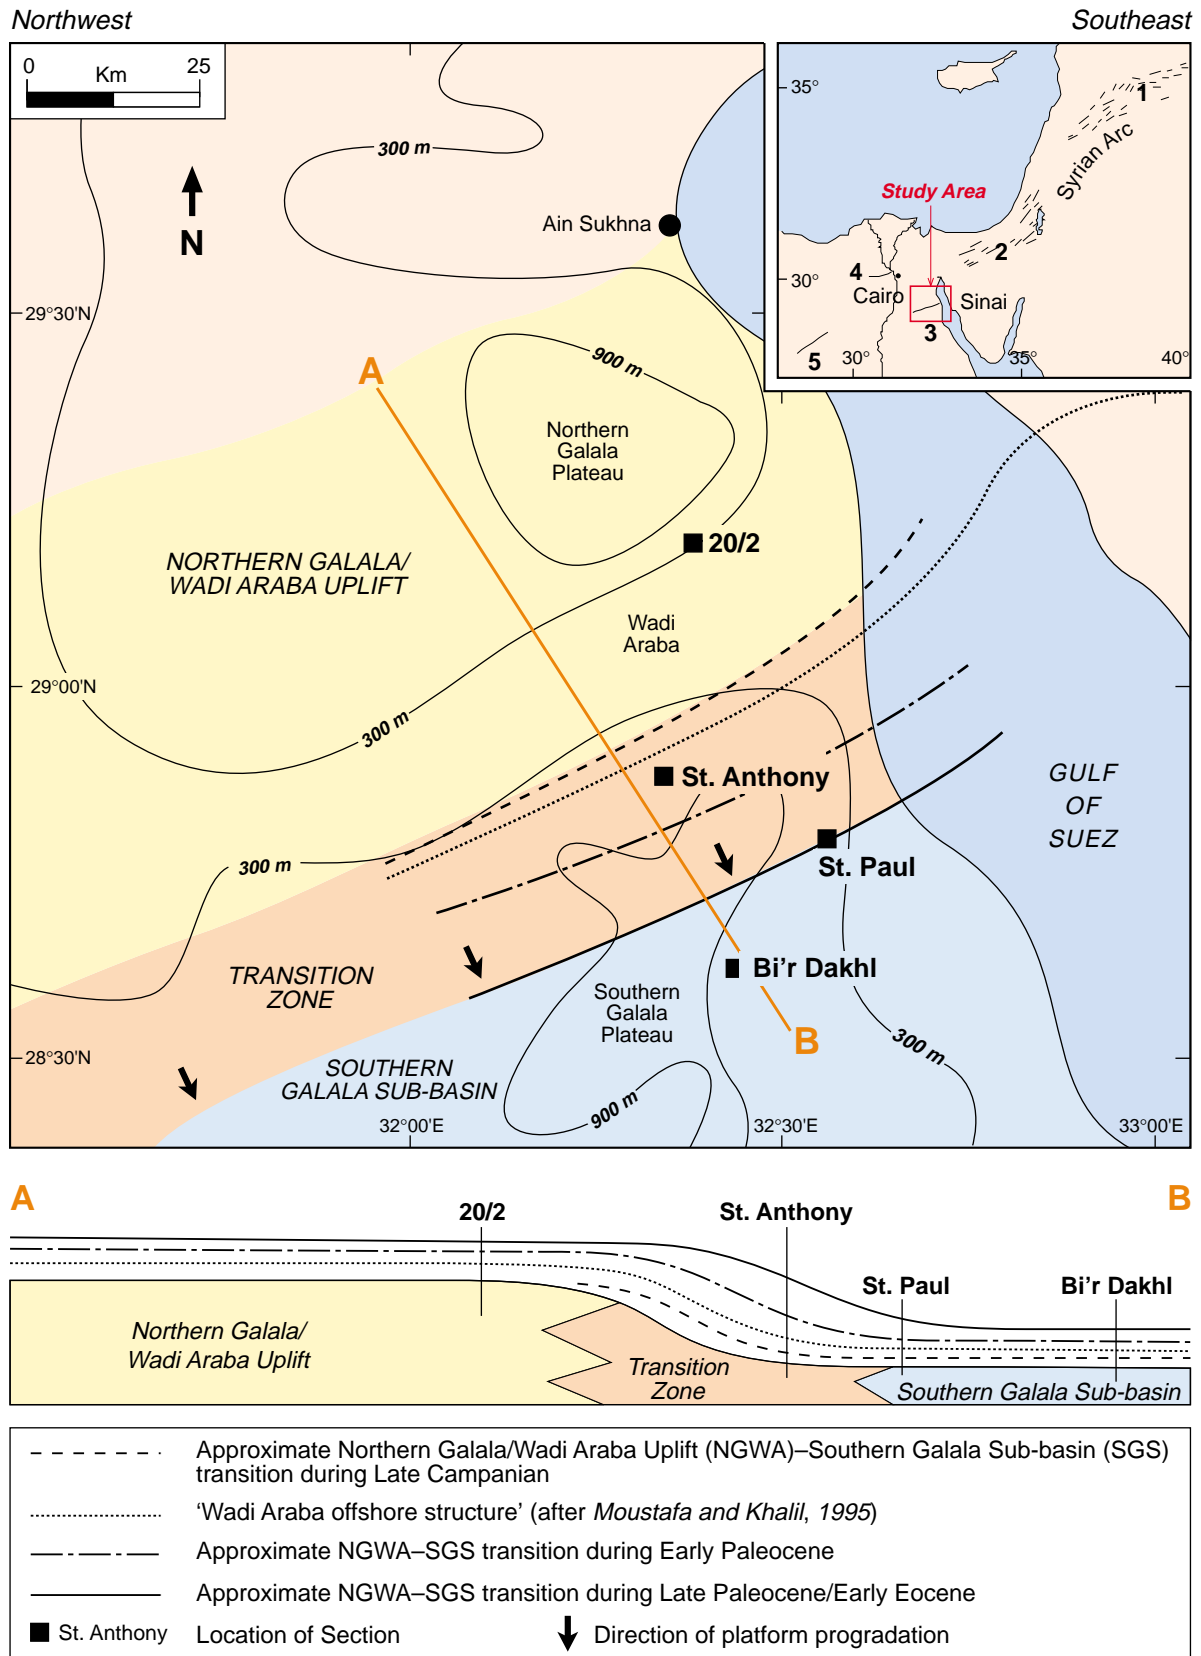 Northwest
Southeast
0 Km 25
N
300 m
Ain Sukhna
29°30'N
A
900 m
Northern
Galala
Plateau
20/2
NORTHERN GALALA/
WADI ARABA UPLIFT
Wadi
Araba
29°00'N
300 m
St. Anthony
GULF
OF
SUEZ
300 m
St. Paul
TRANSITION
ZONE
Bi'r Dakhl
Southern
Galala
Plateau
B
300 m
28°30'N
SOUTHERN
GALALA SUB-BASIN
900 m
32°00'E
32°30'E
33°00'E
35°
1
Syrian Arc
Study Area
2
30°
4
Cairo
Sinai
3
5
30°
35°
40°
A
B
20/2
St. Anthony
St. Paul
Bi'r Dakhl
Northern Galala/
Wadi Araba Uplift
Transition
Zone
Southern Galala Sub-basin
Approximate Northern Galala/Wadi Araba Uplift (NGWA)–Southern Galala Sub-basin (SGS)
transition during Late Campanian
‘Wadi Araba offshore structure’ (after Moustafa and Khalil, 1995)
Approximate NGWA–SGS transition during Early Paleocene
Approximate NGWA–SGS transition during Late Paleocene/Early Eocene
St. Anthony Location of Section
Direction of platform progradation